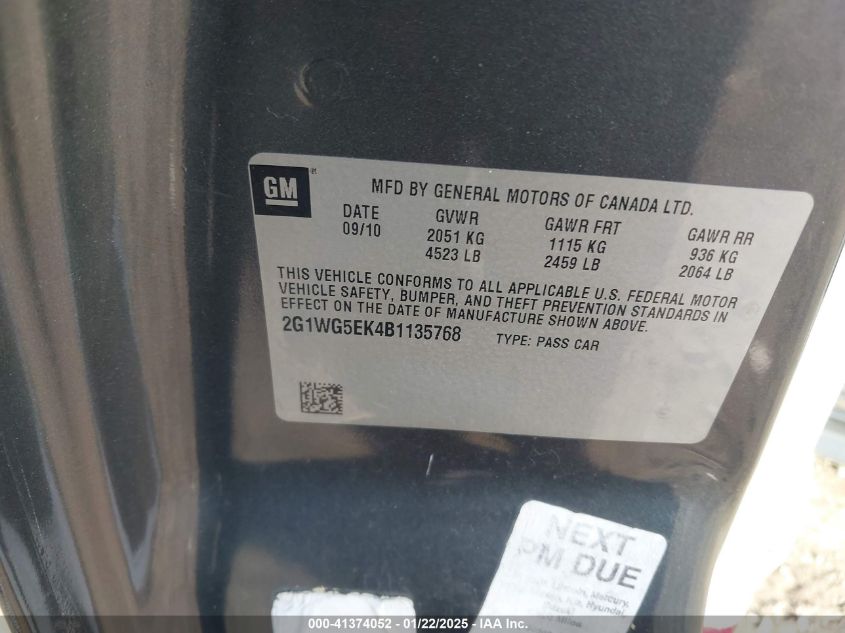 GM
MFD BY GENERAL MOTORS OF CANADA LTD.
DATE GVWR GAWR FRT GAWR RR
09/10 2051 KG 1115 KG 936 KG
4523 LB 2459 LB 2064 LB
THIS VEHICLE CONFORMS TO ALL APPLICABLE U.S. FEDERAL MOTOR
VEHICLE SAFETY, BUMPER, AND THEFT PREVENTION STANDARDS IN
EFFECT ON THE DATE OF MANUFACTURE SHOWN ABOVE.
2G1WG5EK4B1135768 TYPE: PASS CAR
NEXT
PM DUE
Lincoln, Mercury,
Hyundai,
000-41374052 - 01/22/2025 - IAA Inc.